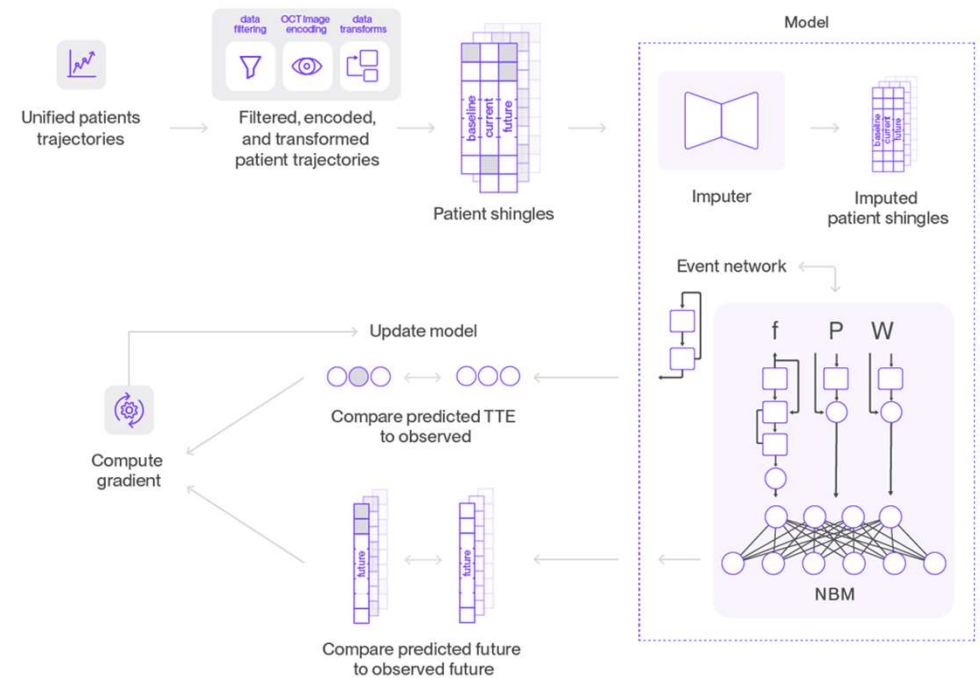 data
filtering
OCT Image
encoding
data
transforms
Unified patients
trajectories
Filtered, encoded,
and transformed
patient trajectories
baseline
current
future
Patient shingles
Model
Imputer
baseline
current
future
Imputed
patient shingles
Event network
f P W
NBM
Update model
Compare predicted TTE
to observed
Compute
gradient
future
future
Compare predicted future
to observed future